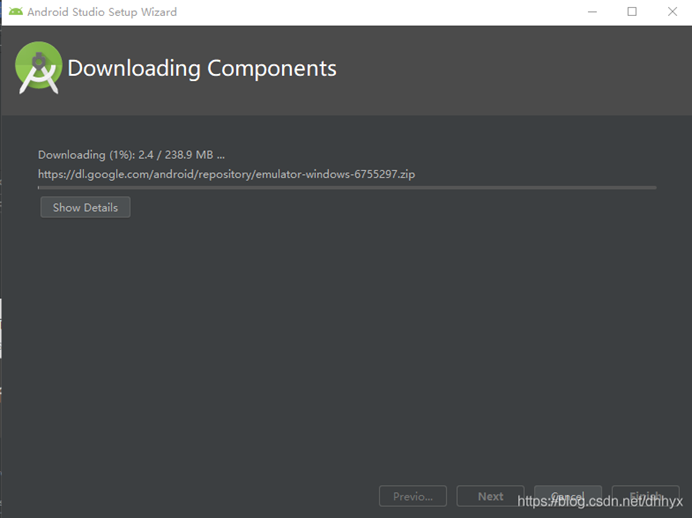 Android Studio Setup Wizard
Downloading Components
Downloading (1%): 2.4 / 238.9 MB ...
https://dl.google.com/android/repository/emulator-windows-6755297.zip
Show Details
Previo... Next Cancel Finish
https://blog.csdn.net/dhhyx